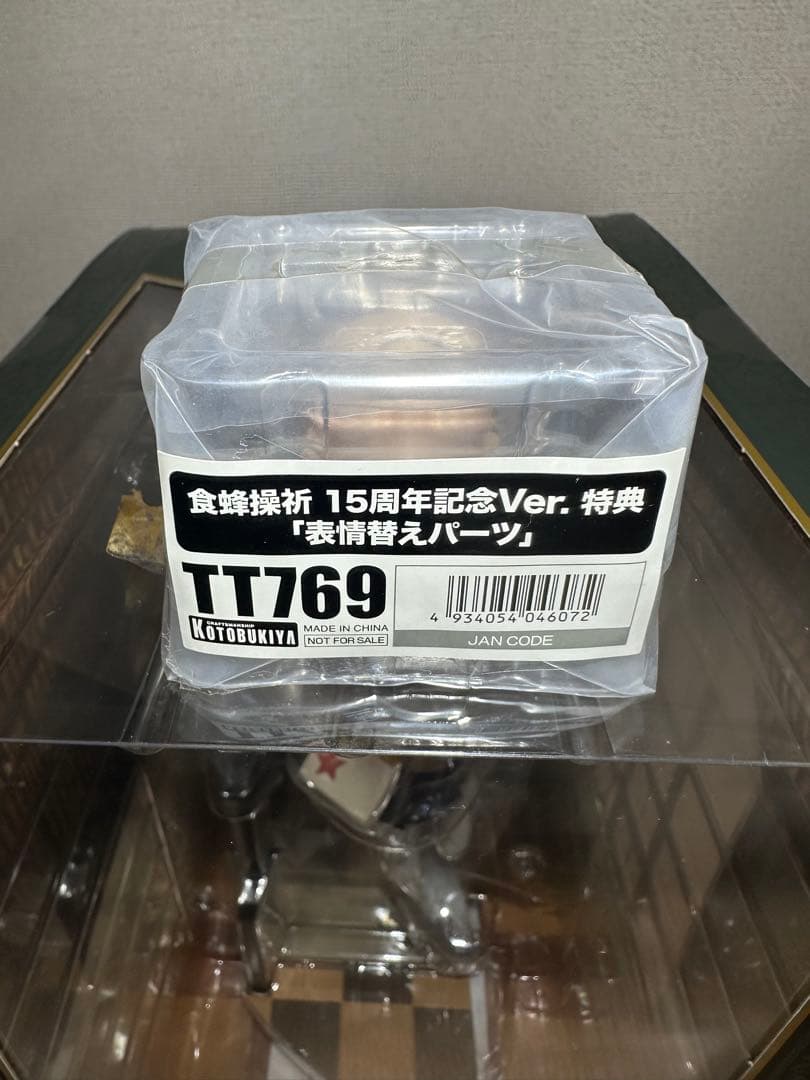 食蜂操祈 15周年記念Ver. 特典
「表情替えパーツ」
TT769
CRAFTSMANSHIP
KOTOBUKIYA
MADE IN CHINA
NOT FOR SALE
4 934054 046072
JAN CODE